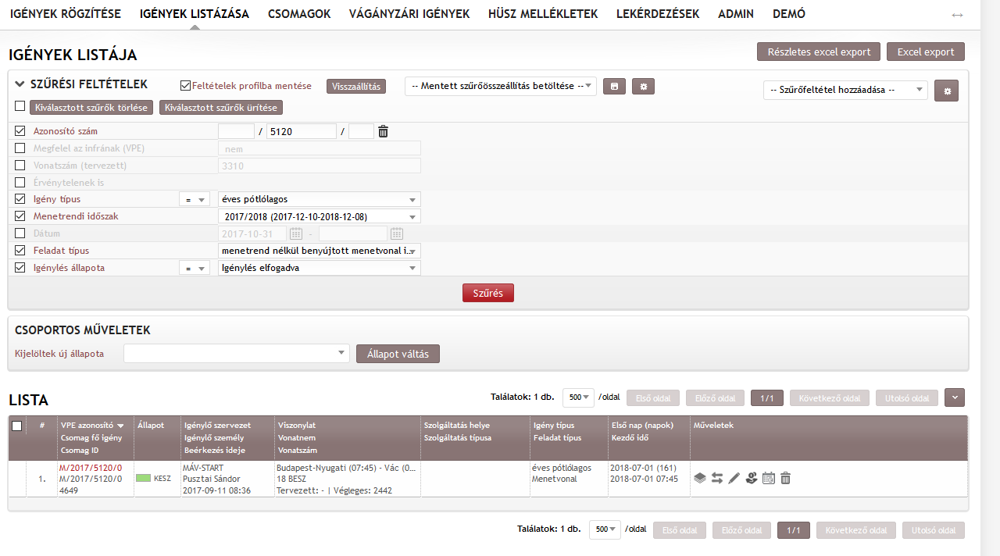 IGÉNYEK RÖGZÍTÉSE IGÉNYEK LISTÁZÁSA CSOMAGOK VÁGÁNYZÁRI IGÉNYEK HÜSZ MELLÉKLETEK LEKÉRDEZÉSEK ADMIN DEMÓ
IGÉNYEK LISTÁJA Részletes excel export Excel export
SZŰRÉSI FELTÉTELEK Feltételek profilba mentése Visszaállítás -- Mentett szűrőösszeállítás betöltése -- -- Szűrőfeltétel hozzáadása --
Kiválasztott szűrők törlése Kiválasztott szűrők ürítése
Azonosító szám / 5120 /
Megfelel az infrának (VPE) nem
Vonatszám (tervezett) 3310
Érvénytelenek is
Igény típus = éves pótlólagos
Menetrendi időszak 2017/2018 (2017-12-10-2018-12-08)
Dátum 2017-10-31 -
Feladat típus menetrend nélkül benyújtott menetvonal i...
Igénylés állapota = Igénylés elfogadva
Szűrés
CSOPORTOS MŰVELETEK
Kijelöltek új állapota Állapot váltás
LISTA Találatok: 1 db. 500 /oldal Első oldal Előző oldal 1/1 Következő oldal Utolsó oldal
# VPE azonosító Állapot Igénylő szervezet Viszonylat Szolgáltatás helye Igény típus Első nap (napok) Műveletek
Csomag fő igény Igénylő személy Vonatnem Szolgáltatás típusa Feladat típus Kezdő idő
Csomag ID Beérkezés ideje Vonatszám
M/2017/5120/0 MÁV-START Budapest-Nyugati (07:45) - Vác (0... éves pótlólagos 2018-07-01 (161)
1. M/2017/5120/0 KESZ Pusztai Sándor 18 BESZ Menetvonal 2018-07-01 07:45
4649 2017-09-11 08:36 Tervezett: - | Végleges: 2442
Találatok: 1 db. 500 /oldal Első oldal Előző oldal 1/1 Következő oldal Utolsó oldal